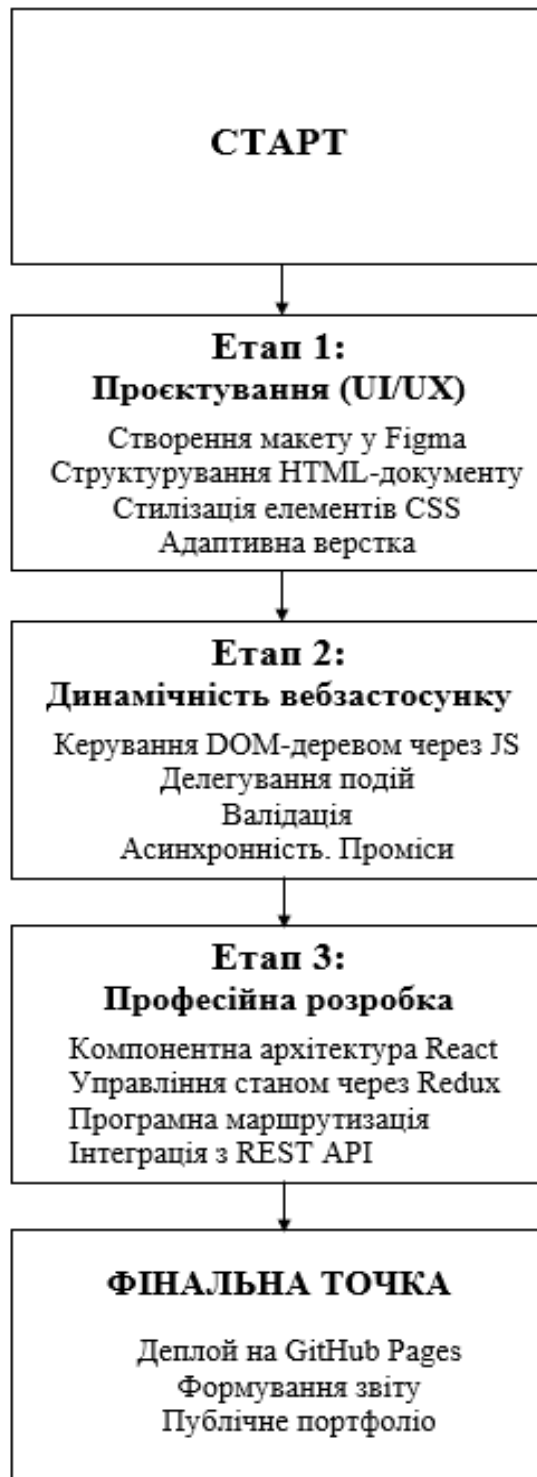 СТАРТ
Етап 1:
Проєктування (UI/UX)
Створення макету у Figma
Структурування HTML-документу
Стилізація елементів CSS
Адаптивна верстка
Етап 2:
Динамічність вебзастосунку
Керування DOM-деревом через JS
Делегування подій
Валідація
Асинхронність. Проміси
Етап 3:
Професійна розробка
Компонентна архітектура React
Управління станом через Redux
Програмна маршрутизація
Інтеграція з REST API
ФІНАЛЬНА ТОЧКА
Деплой на GitHub Pages
Формування звіту
Публічне портфоліо